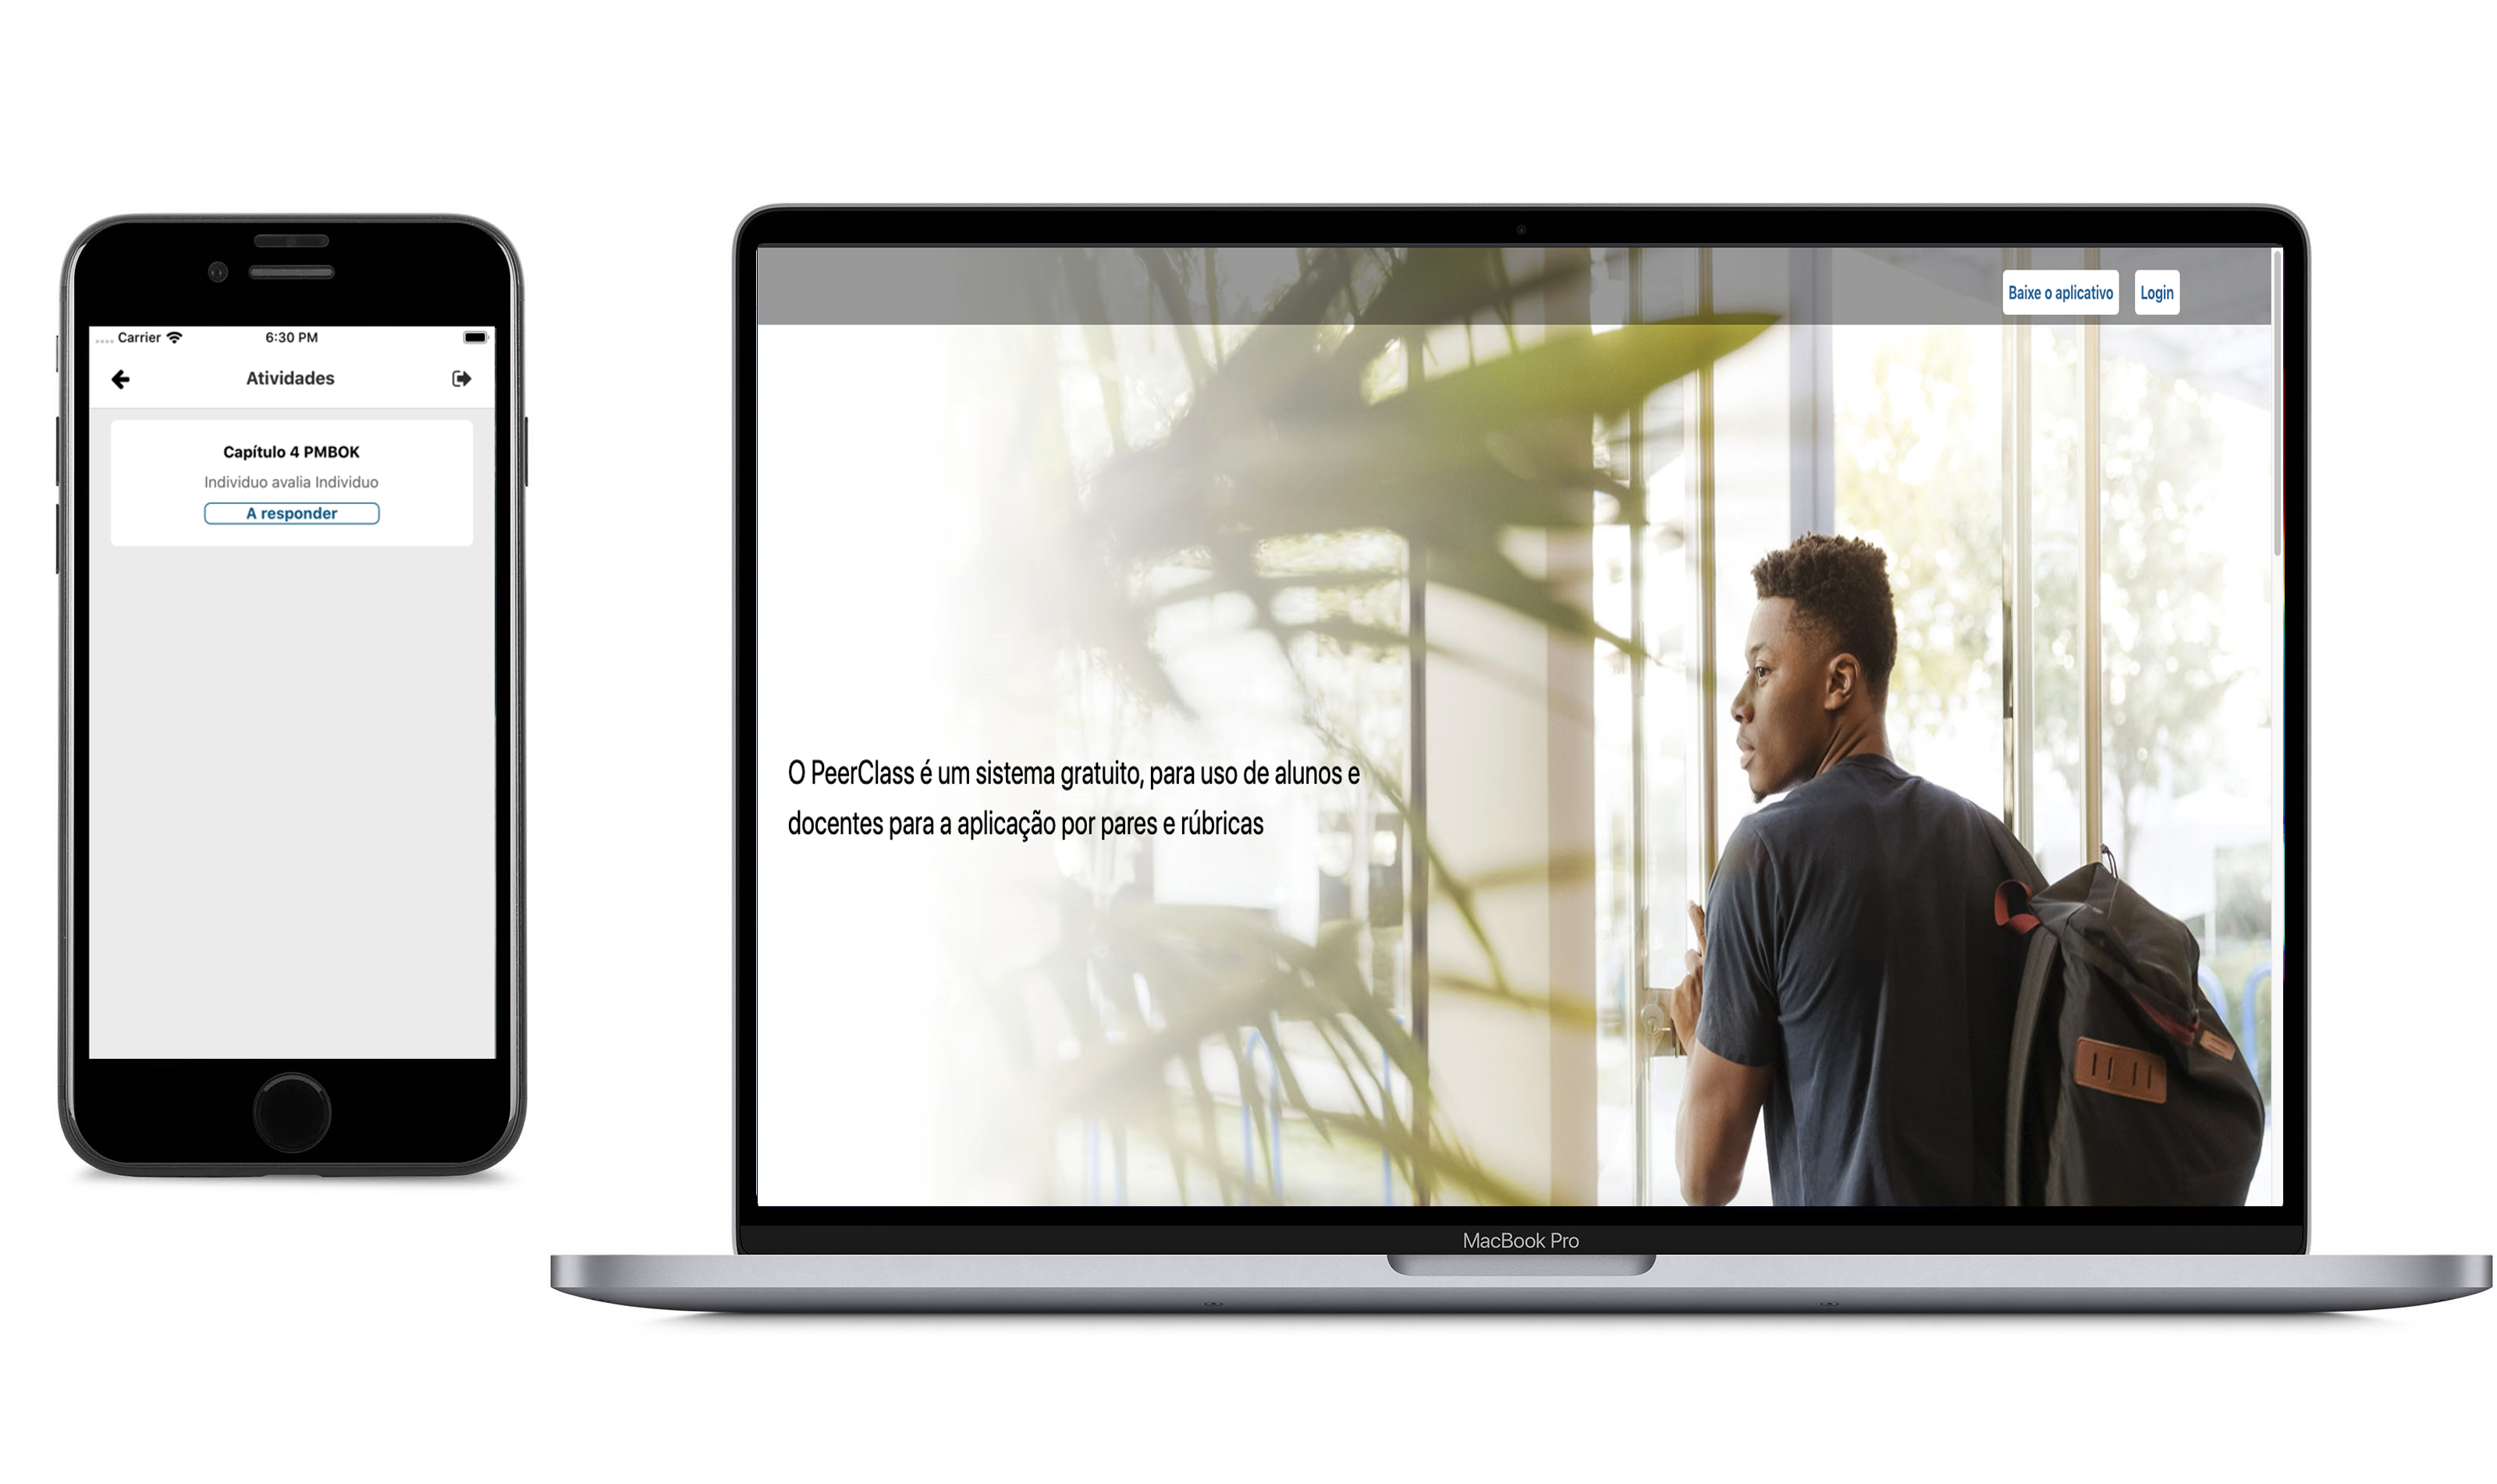 Carrier 6:30 PM
Atividades
Capítulo 4 PMBOK
Individuo avalia Individuo
A responder
Baixe o aplicativo Login
O PeerClass é um sistema gratuito, para uso de alunos e
docentes para a aplicação por pares e rúbricas
MacBook Pro